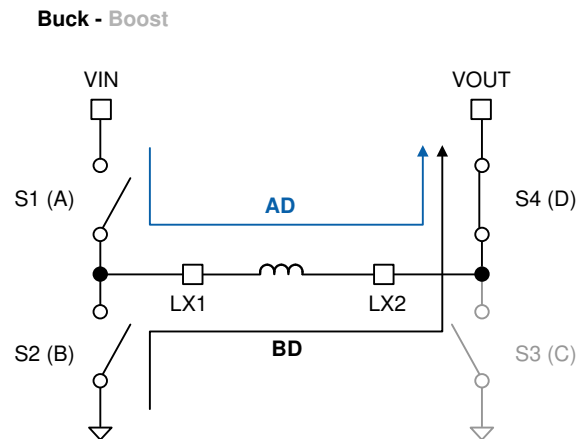 Buck - Boost
VIN
VOUT
S1 (A)
AD
S4 (D)
LX1
LX2
S2 (B)
BD
S3 (C)